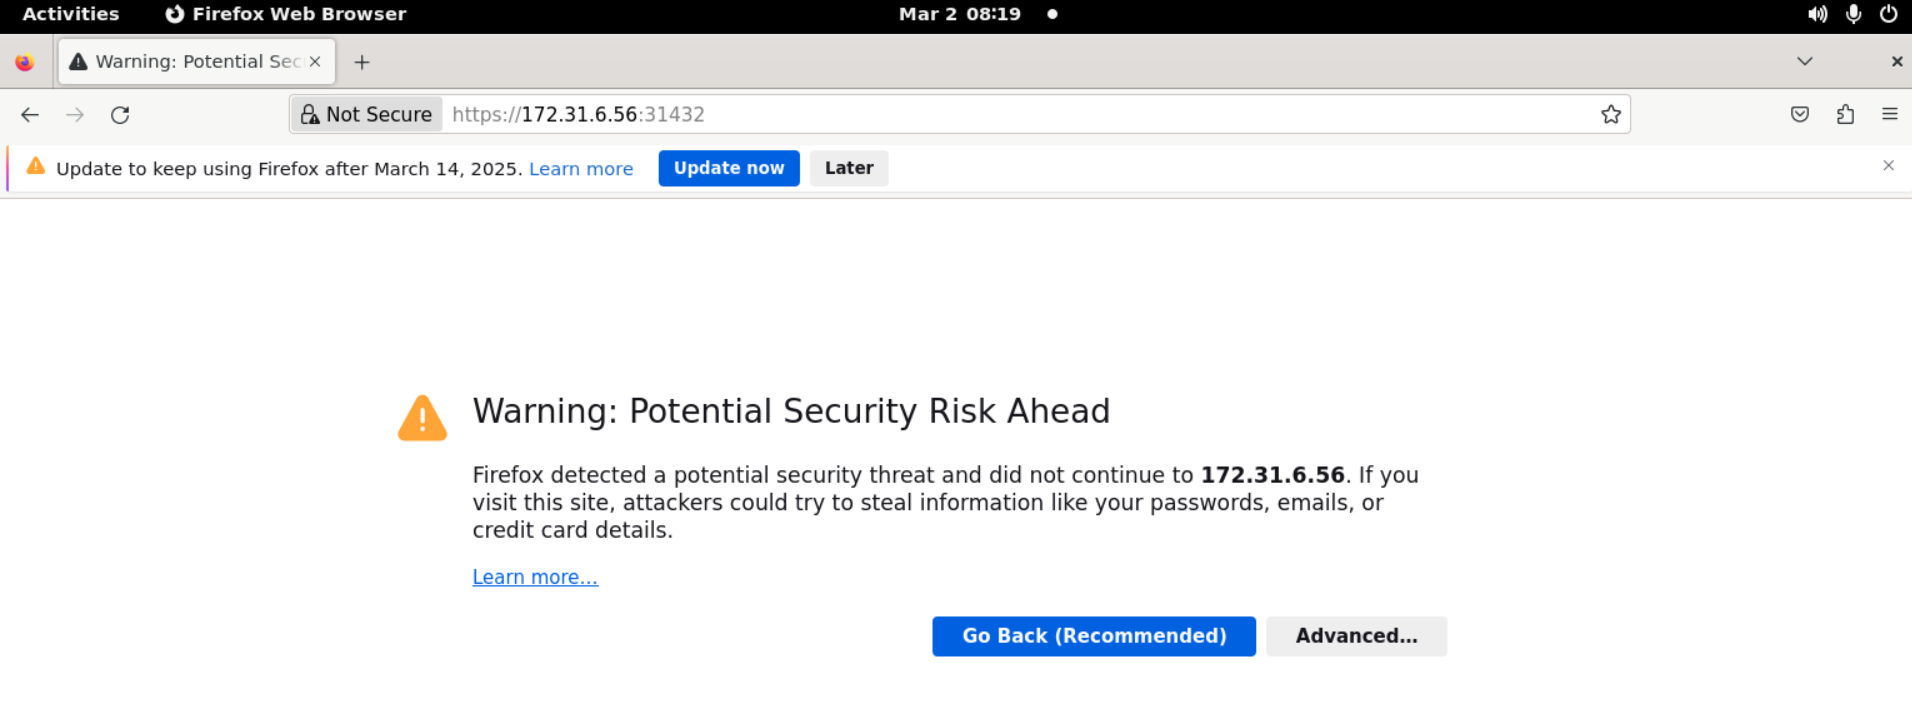 Activities Firefox Web Browser Mar 2 08:19
Warning: Potential Sec
Not Secure https://172.31.6.56:31432
Update to keep using Firefox after March 14, 2025. Learn more Update now Later
Warning: Potential Security Risk Ahead
Firefox detected a potential security threat and did not continue to 172.31.6.56. If you
visit this site, attackers could try to steal information like your passwords, emails, or
credit card details.
Learn more…
Go Back (Recommended) Advanced…